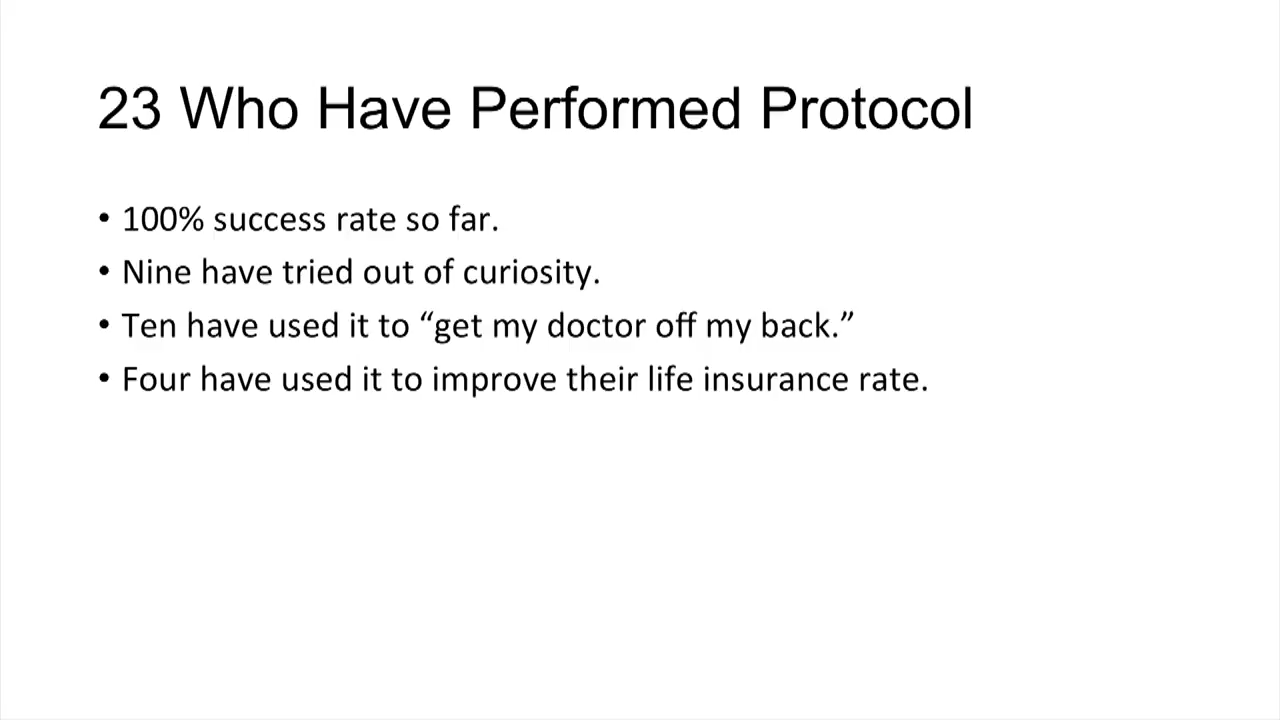 23 Who Have Performed Protocol
• 100% success rate so far.
• Nine have tried out of curiosity.
• Ten have used it to “get my doctor off my back.”
• Four have used it to improve their life insurance rate.